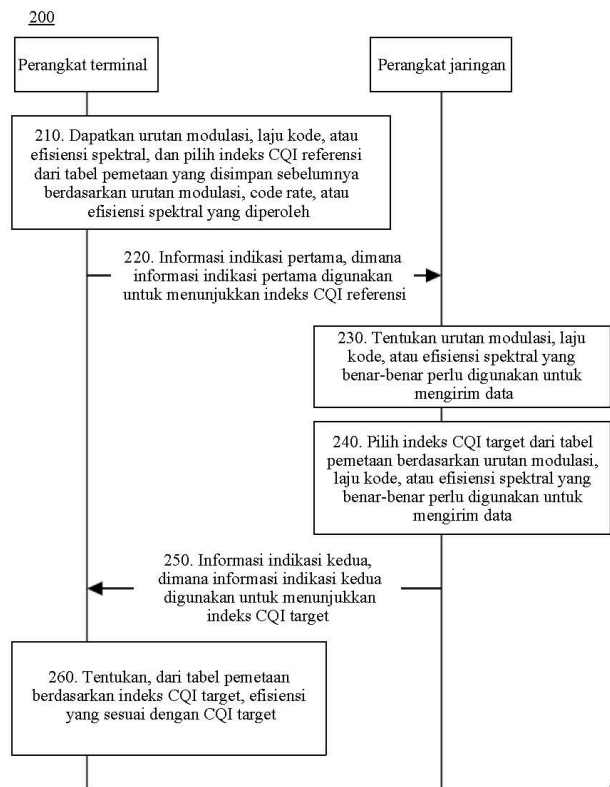 200
Perangkat terminal
Perangkat jaringan
210. Dapatkan urutan modulasi, laju kode, atau
efisiensi spektral, dan pilih indeks CQI referensi
dari tabel pemetaan yang disimpan sebelumnya
berdasarkan urutan modulasi, code rate, atau
efisiensi spektral yang diperoleh
220. Informasi indikasi pertama, dimana
informasi indikasi pertama digunakan
untuk menunjukkan indeks CQI referensi
230. Tentukan urutan modulasi, laju
kode, atau efisiensi spektral yang
benar-benar perlu digunakan untuk
mengirim data
240. Pilih indeks CQI target dari tabel
pemetaan berdasarkan urutan modulasi,
laju kode, atau efisiensi spektral yang
benar-benar perlu digunakan untuk
mengirim data
250. Informasi indikasi kedua,
dimana informasi indikasi kedua
digunakan untuk menunjukkan
indeks CQI target
260. Tentukan, dari tabel pemetaan
berdasarkan indeks CQI target, efisiensi
yang sesuai dengan CQI target